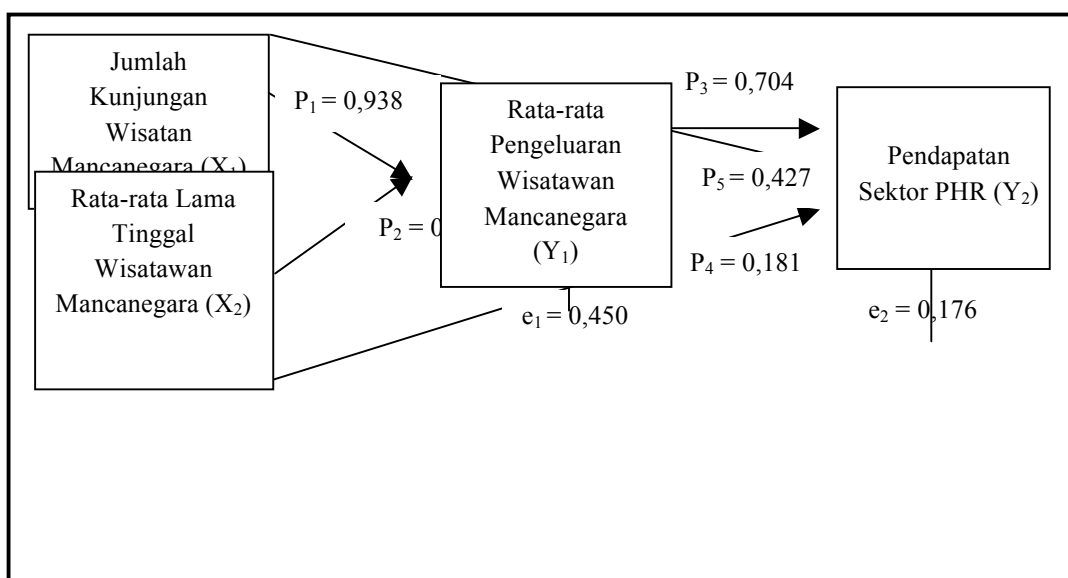 Jumlah
Kunjungan
Wisatan
Mancanegara (X₁)
Rata-rata Lama
Tinggal
Wisatawan
Mancanegara (X₂)
P₁ = 0,938
P₂ =
Rata-rata
Pengeluaran
Wisatawan
Mancanegara
(Y₁)
e₁ = 0,450
P₃ = 0,704
P₅ = 0,427
P₄ = 0,181
Pendapatan
Sektor PHR (Y₂)
e₂ = 0,176